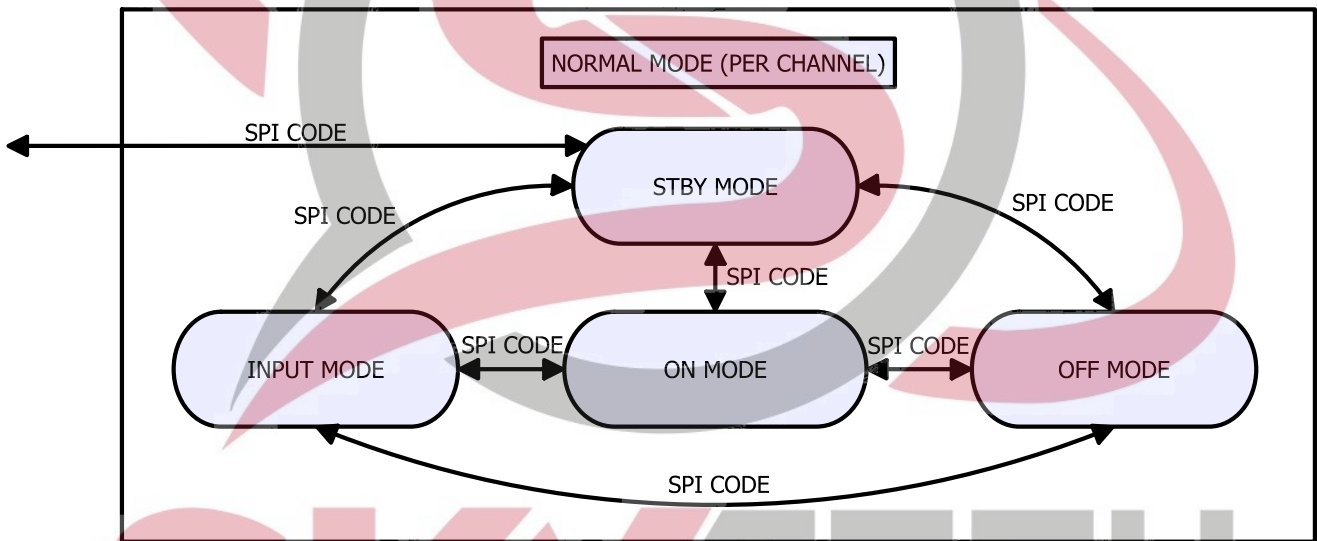 NORMAL MODE (PER CHANNEL)
SPI CODE
STBY MODE
SPI CODE
SPI CODE
SPI CODE
SPI CODE
SPI CODE
INPUT MODE
ON MODE
OFF MODE
SPI CODE